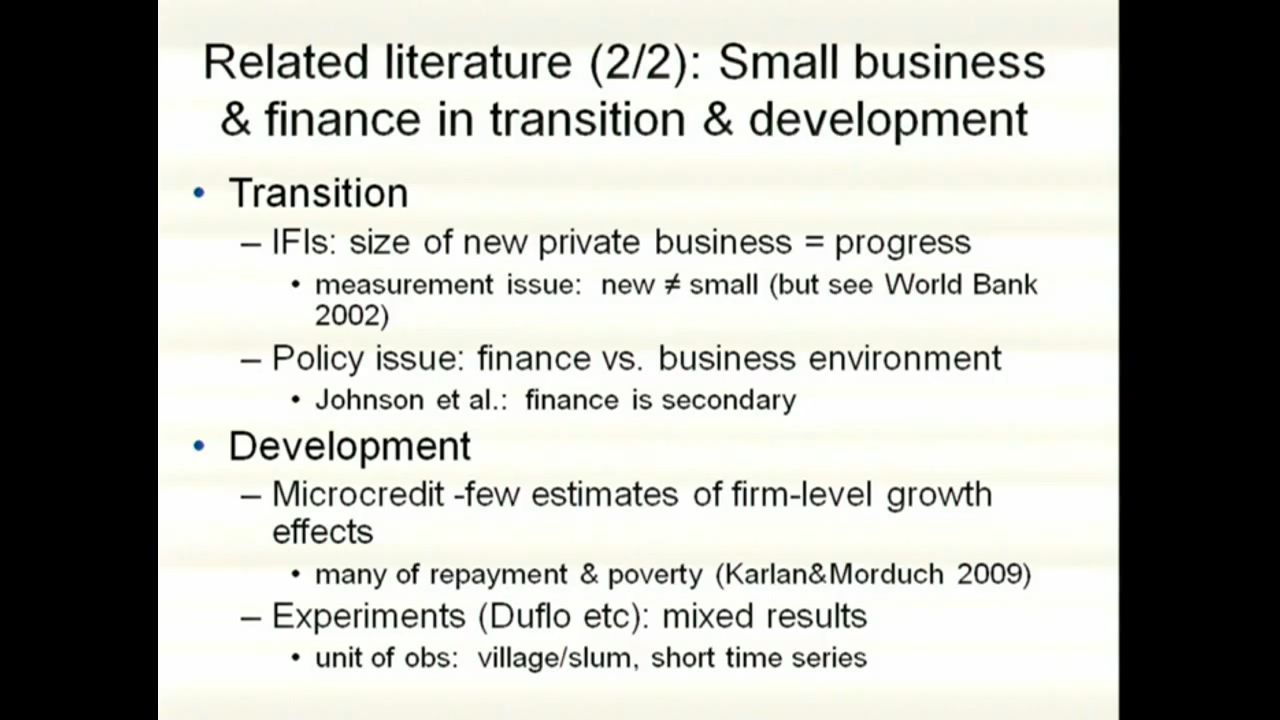 Related literature (2/2): Small business
& finance in transition & development
• Transition
– IFIs: size of new private business = progress
• measurement issue: new ≠ small (but see World Bank
2002)
– Policy issue: finance vs. business environment
• Johnson et al.: finance is secondary
• Development
– Microcredit -few estimates of firm-level growth
effects
• many of repayment & poverty (Karlan&Morduch 2009)
– Experiments (Duflo etc): mixed results
• unit of obs: village/slum, short time series